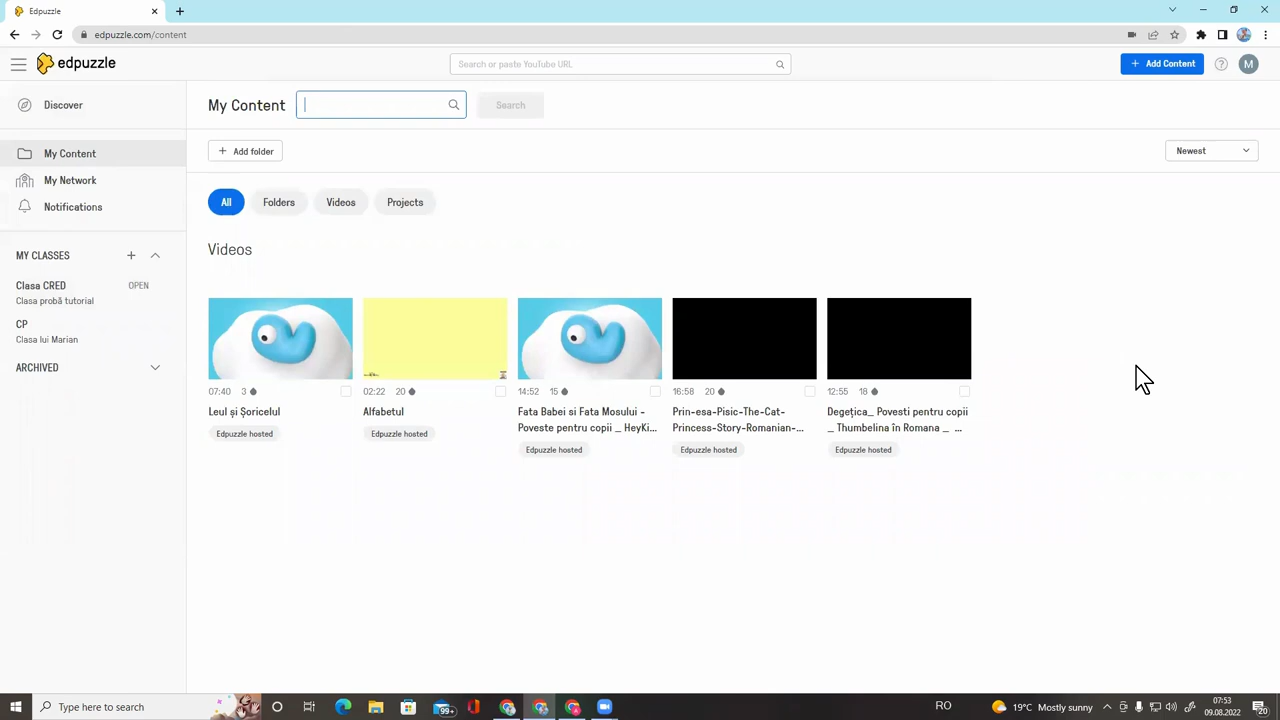 Edpuzzle
edpuzzle.com/content
edpuzzle
Search or paste YouTube URL
Add Content
M
Discover
My Content
Search
My Content
Add folder
Newest
My Network
Notifications
All
Folders
Videos
Projects
MY CLASSES
Videos
Clasa CRED
OPEN
Clasa probă tutorial
CP
Clasa lui Marian
ARCHIVED
07:40 3
02:22 20
14:52 15
16:58 20
12:55 18
Leul și Șoricelul
Alfabetul
Fata Babei si Fata Mosului -
Poveste pentru copii _ HeyKi...
Prin-esa-Pisic-The-Cat-
Princess-Story-Romanian-...
Degețica_ Povesti pentru copii
_ Thumbelina în Romana _ ...
Edpuzzle hosted
Edpuzzle hosted
Edpuzzle hosted
Edpuzzle hosted
Edpuzzle hosted
Type here to search
99+
RO
19°C Mostly sunny
07:53
09.08.2022
20